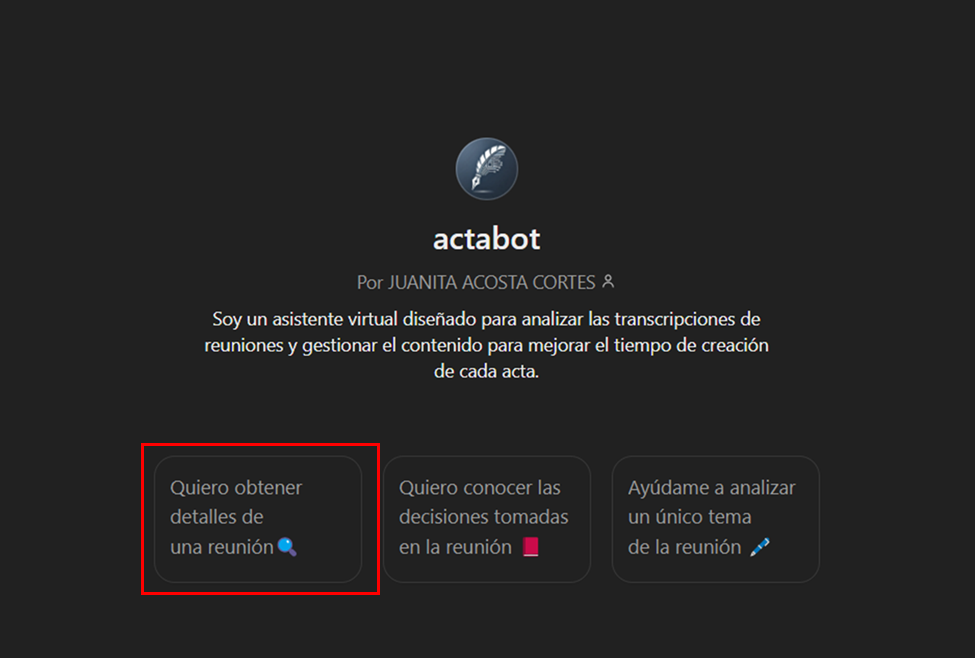 actabot
Por JUANITA ACOSTA CORTES
Soy un asistente virtual diseñado para analizar las transcripciones de
reuniones y gestionar el contenido para mejorar el tiempo de creación
de cada acta.
Quiero obtener
detalles de
una reunión🔍
Quiero conocer las
decisiones tomadas
en la reunión 📕
Ayúdame a analizar
un único tema
de la reunión 🖊️